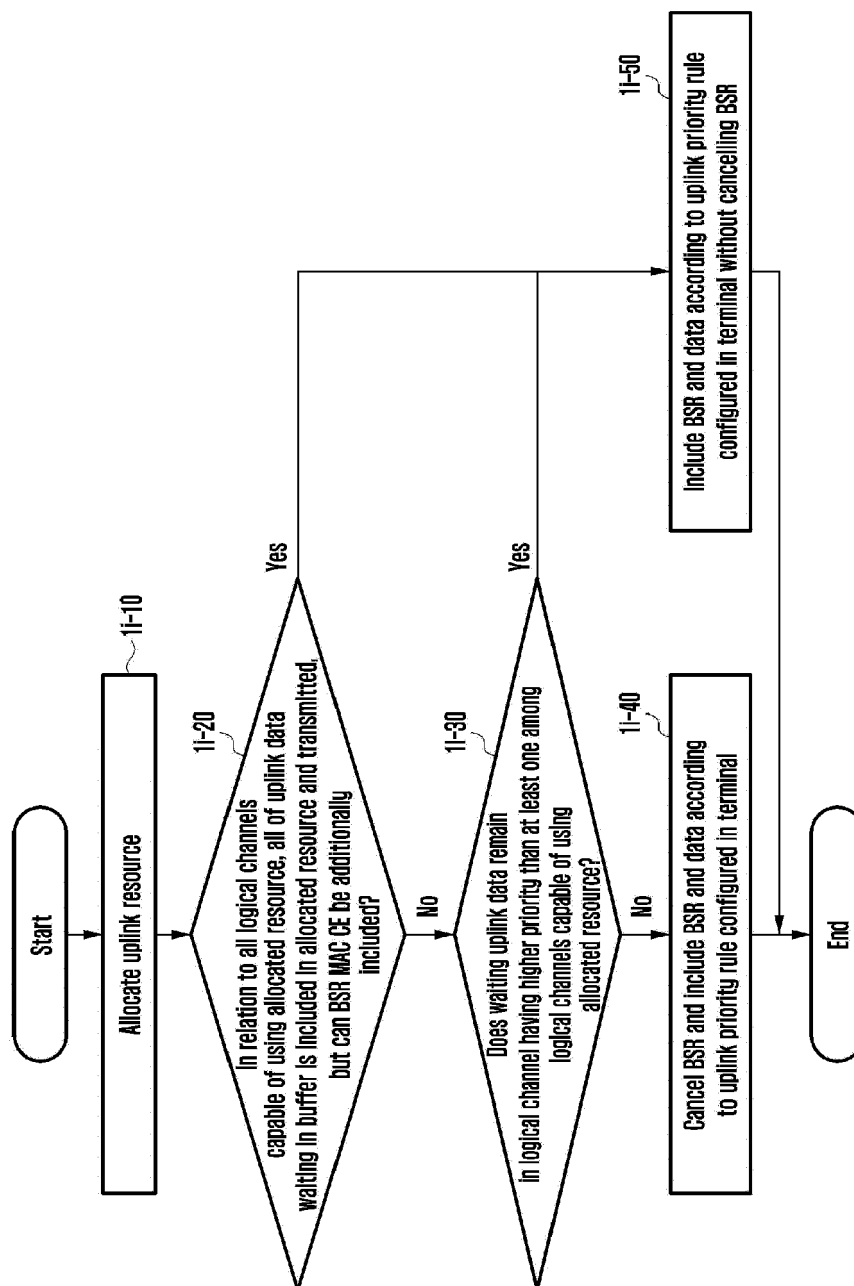 Start
Allocate uplink resource
1i-10
In relation to all logical channels
capable of using allocated resource, all of uplink data
waiting in buffer is included in allocated resource and transmitted,
but can BSR MAC CE be additionally
included?
1i-20
Yes
No
Does waiting uplink data remain
in logical channel having higher priority than at least one among
logical channels capable of using
allocated resource?
1i-30
Yes
No
Cancel BSR and include BSR and data according
to uplink priority rule configured in terminal
1i-40
Include BSR and data according to uplink priority rule
configured in terminal without cancelling BSR
1i-50
End